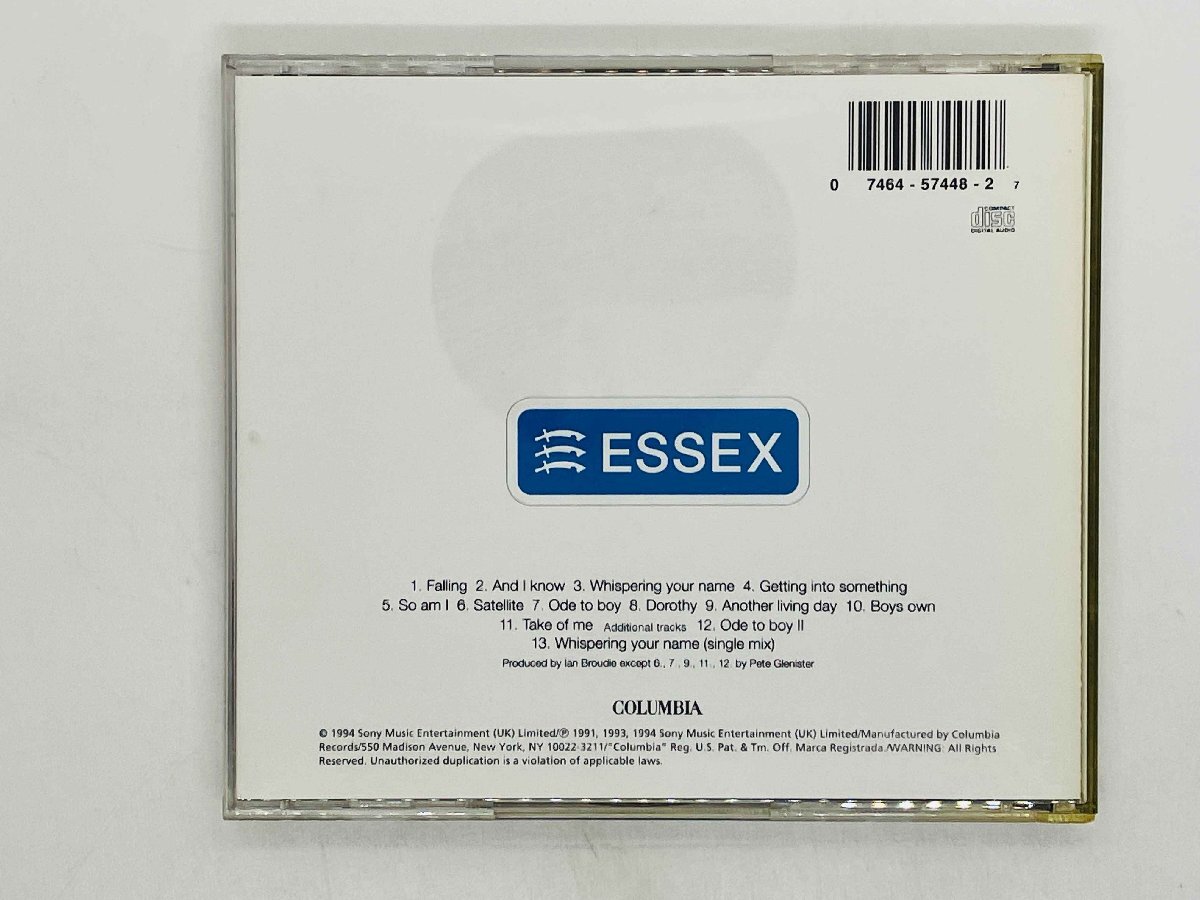 0 7464 - 57448 - 2 7
COMPACT
disc
DIGITAL AUDIO
ESSEX
1. Falling 2. And I know 3. Whispering your name 4. Getting into something
5. So am I 6. Satellite 7. Ode to boy 8. Dorothy 9. Another living day 10. Boys own
11. Take of me Additional tracks 12. Ode to boy II
13. Whispering your name (single mix)
Produced by Ian Broudie except 6., 7., 9., 11., 12. by Pete Glenister
COLUMBIA
© 1994 Sony Music Entertainment (UK) Limited/℗ 1991, 1993, 1994 Sony Music Entertainment (UK) Limited/Manufactured by Columbia
Records/550 Madison Avenue, New York, NY 10022-3211/"Columbia" Reg. U.S. Pat. & Tm. Off. Marca Registrada./WARNING: All Rights
Reserved. Unauthorized duplication is a violation of applicable laws.